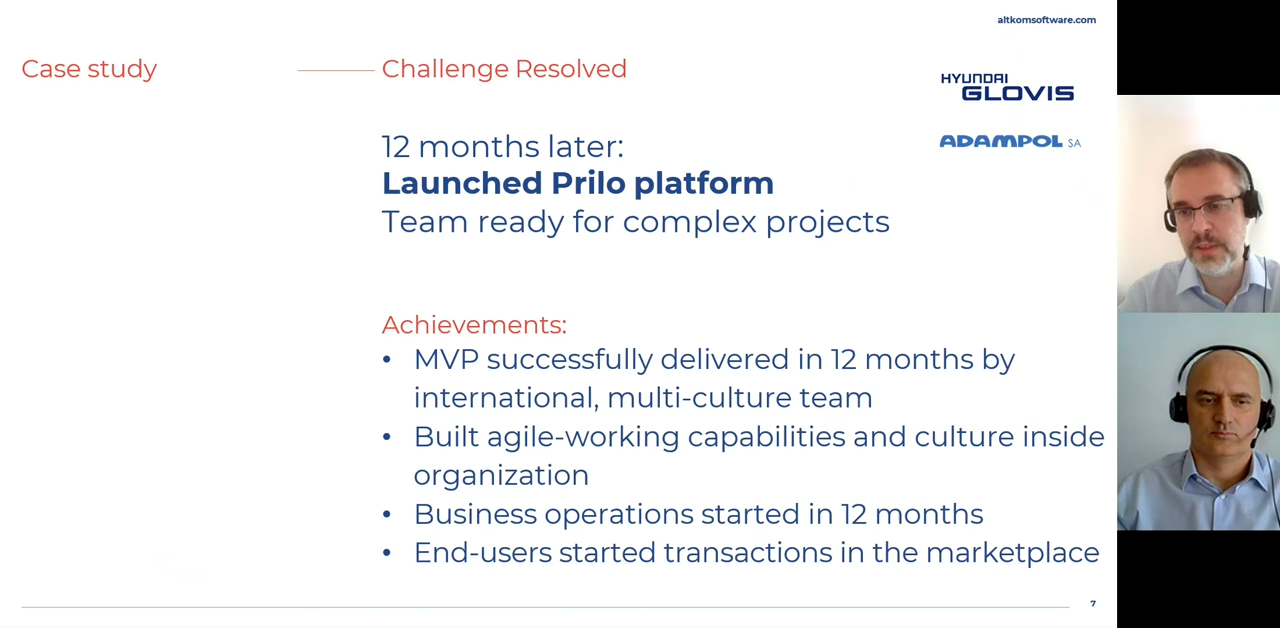 altkomsoftware.com
Case study
Challenge Resolved
HYUNDAI
GLOVIS
ADAMPOL SA
12 months later:
Launched Prilo platform
Team ready for complex projects
Achievements:
• MVP successfully delivered in 12 months by
international, multi-culture team
• Built agile-working capabilities and culture inside
organization
• Business operations started in 12 months
• End-users started transactions in the marketplace
7